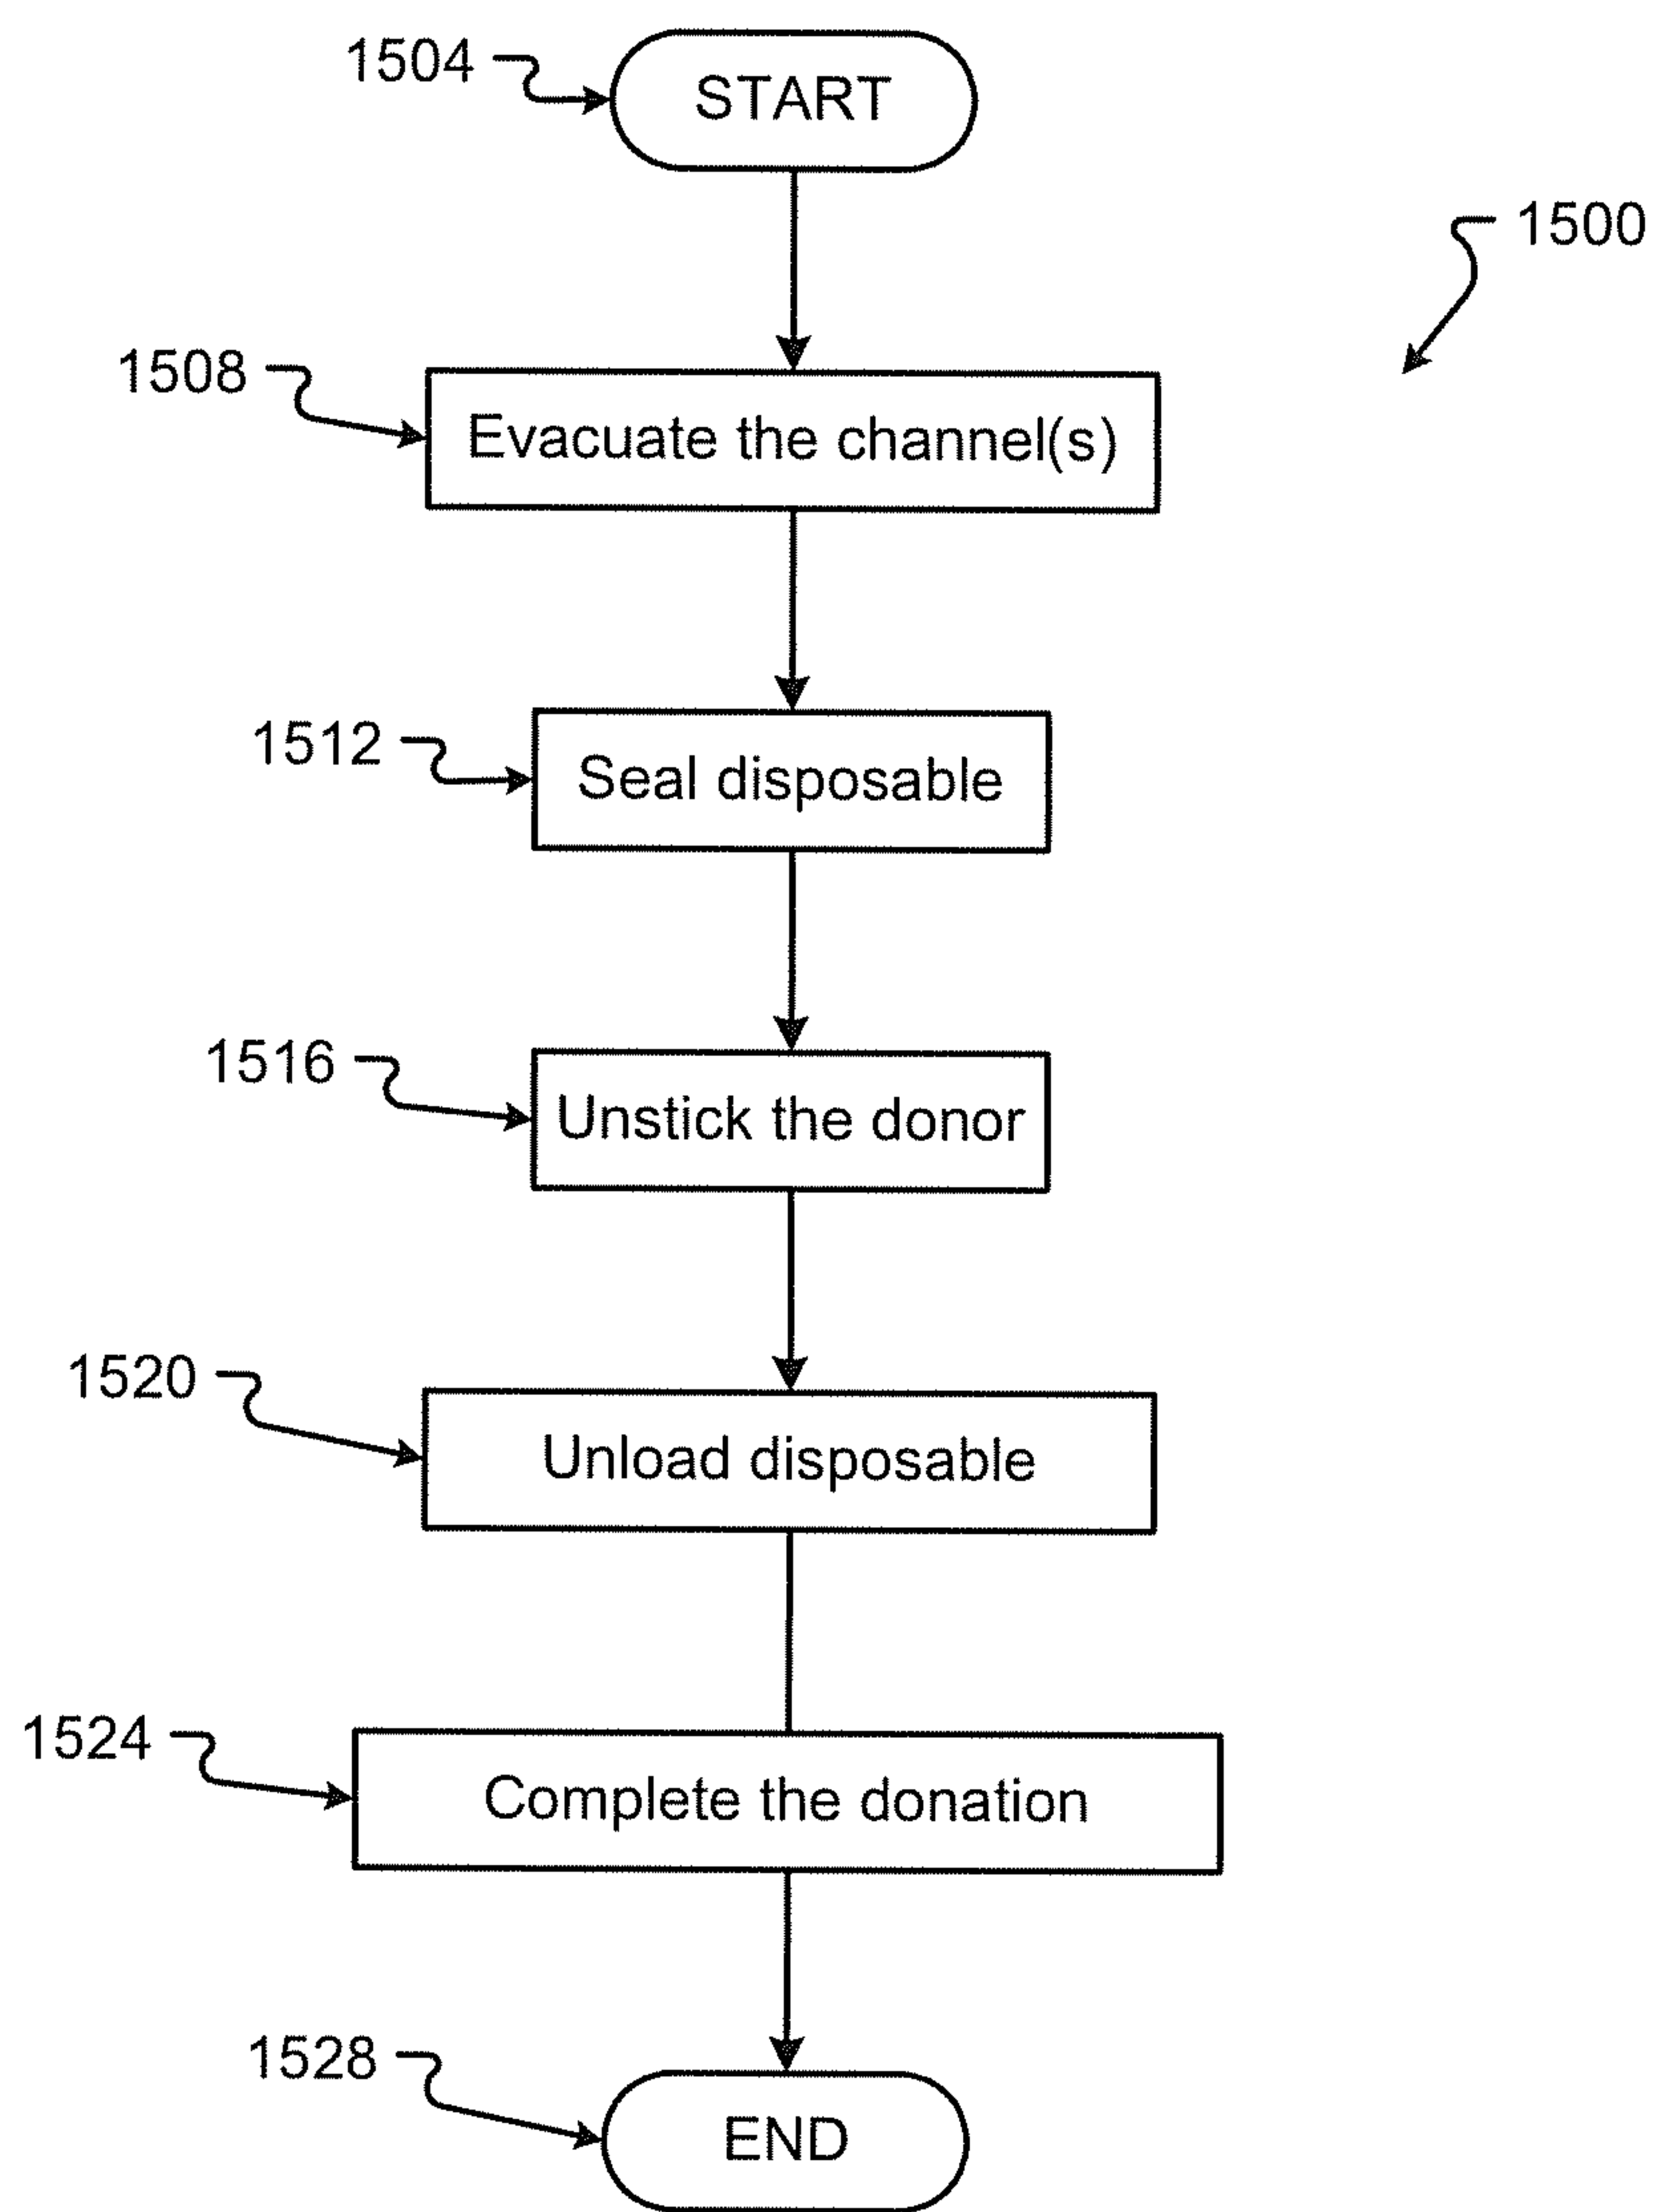 1504
START
1500
1508
Evacuate the channel(s)
1512
Seal disposable
1516
Unstick the donor
1520
Unload disposable
1524
Complete the donation
1528
END